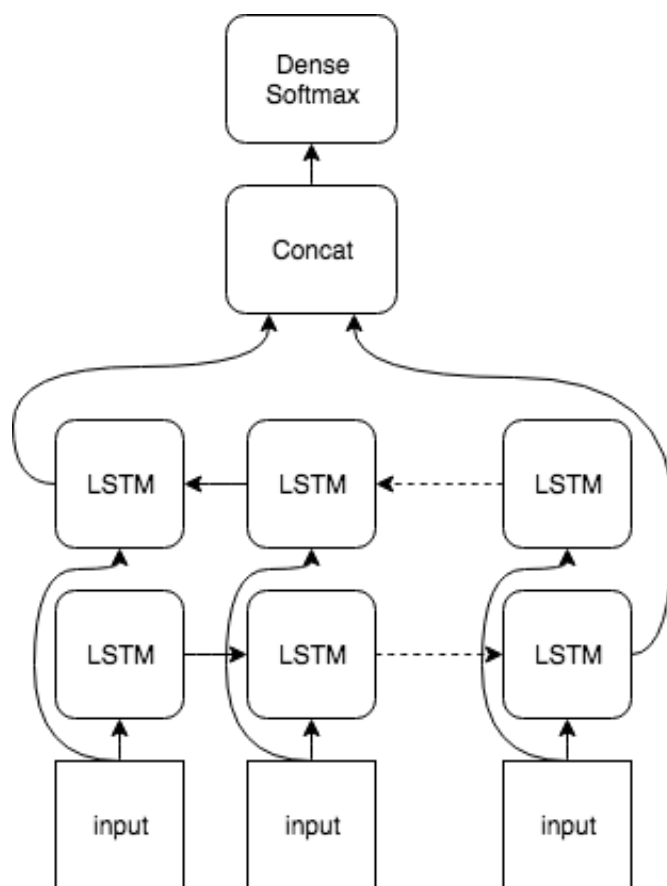 Dense
Softmax
Concat
LSTM
LSTM
LSTM
LSTM
LSTM
LSTM
input
input
input